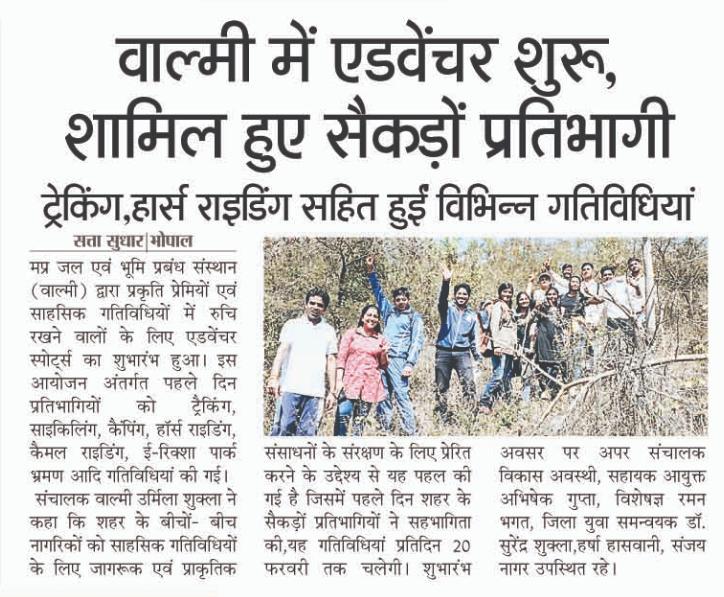 वाल्मी में एडवेंचर शुरू,
शामिल हुए सैकड़ों प्रतिभागी
ट्रेकिंग,हार्स राइडिंग सहित हुईं विभिन्न गतिविधियां
सत्ता सुधार|भोपाल
मप्र जल एवं भूमि प्रबंध संस्थान
(वाल्मी) द्वारा प्रकृति प्रेमियों एवं
साहसिक गतिविधियों में रुचि
रखने वालों के लिए एडवेंचर
स्पोर्ट्स का शुभारंभ हुआ। इस
आयोजन अंतर्गत पहले दिन
प्रतिभागियों को ट्रैकिंग,
साइकिलिंग, कैंपिंग, हॉर्स राइडिंग,
कैमल राइडिंग, ई-रिक्शा पार्क
भ्रमण आदि गतिविधियां की गई।
संचालक वाल्मी उर्मिला शुक्ला ने
कहा कि शहर के बीचों- बीच
नागरिकों को साहसिक गतिविधियों
के लिए जागरूक एवं प्राकृतिक
संसाधनों के संरक्षण के लिए प्रेरित
करने के उद्देश्य से यह पहल की
गई है जिसमें पहले दिन शहर के
सैकड़ों प्रतिभागियों ने सहभागिता
की,यह गतिविधियां प्रतिदिन 20
फरवरी तक चलेगी। शुभारंभ
अवसर पर अपर संचालक
विकास अवस्थी, सहायक आयुक्त
अभिषेक गुप्ता, विशेषज्ञ रमन
भगत, जिला युवा समन्वयक डॉ.
सुरेंद्र शुक्ला,हर्षा हासवानी, संजय
नागर उपस्थित रहे।